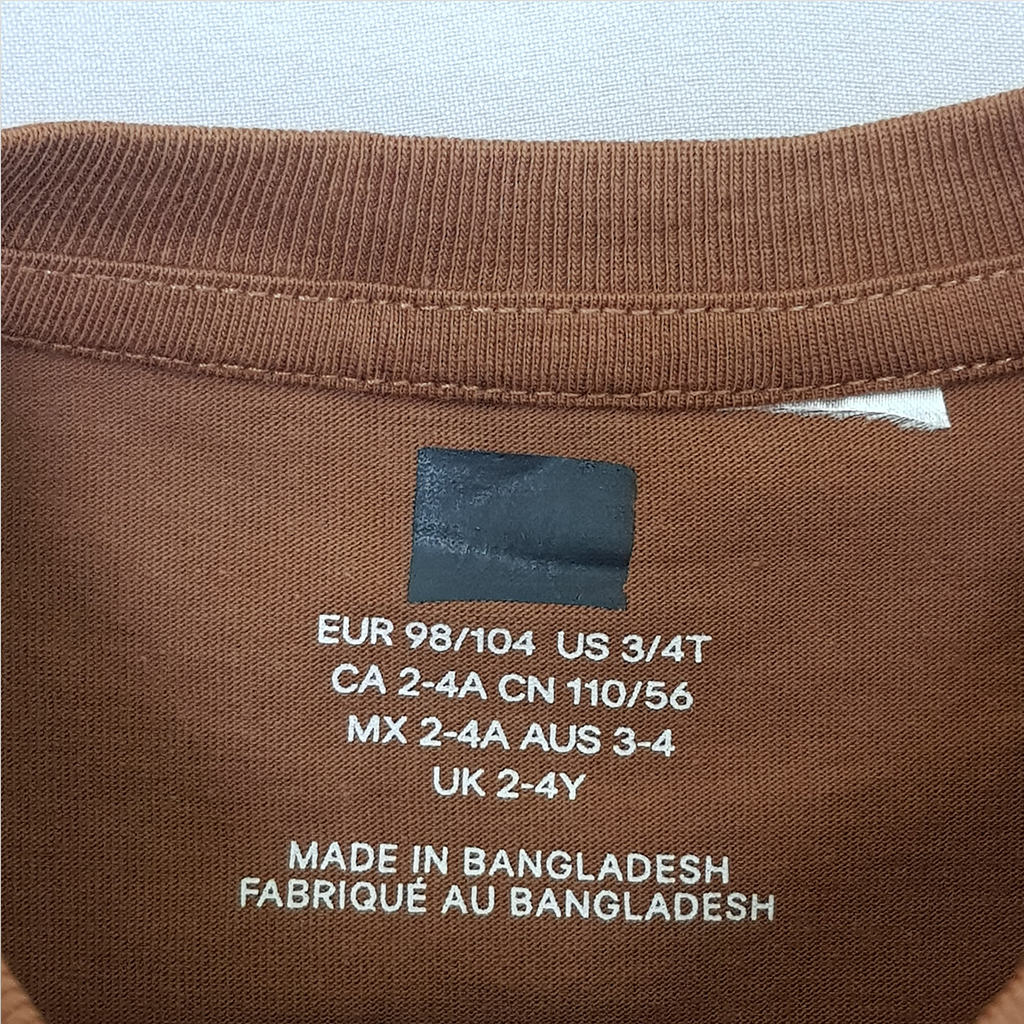 EUR 98/104 US 3/4T
CA 2-4A CN 110/56
MX 2-4A AUS 3-4
UK 2-4Y
MADE IN BANGLADESH
FABRIQUÉ AU BANGLADESH